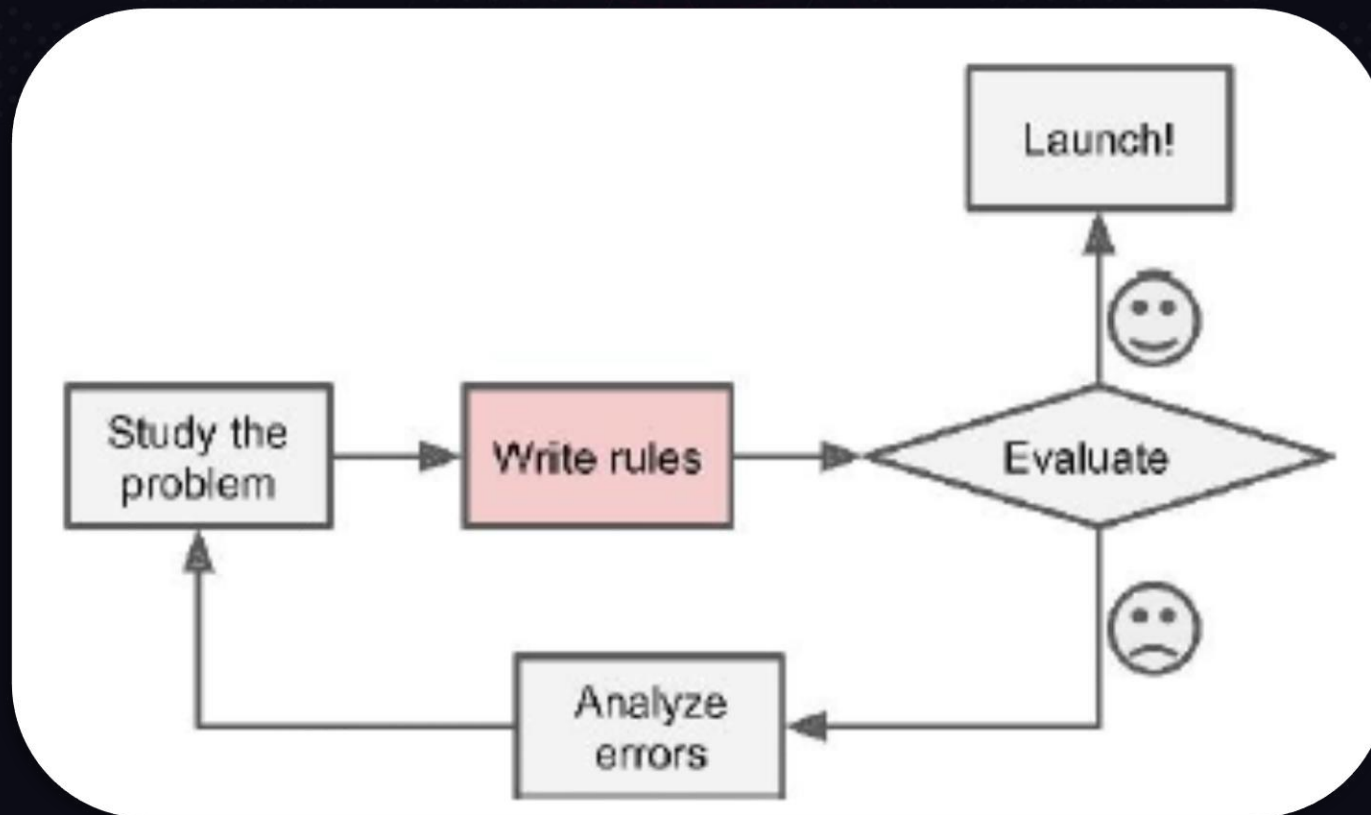 Launch!
Study the
problem
Write rules
Evaluate
Analyze
errors